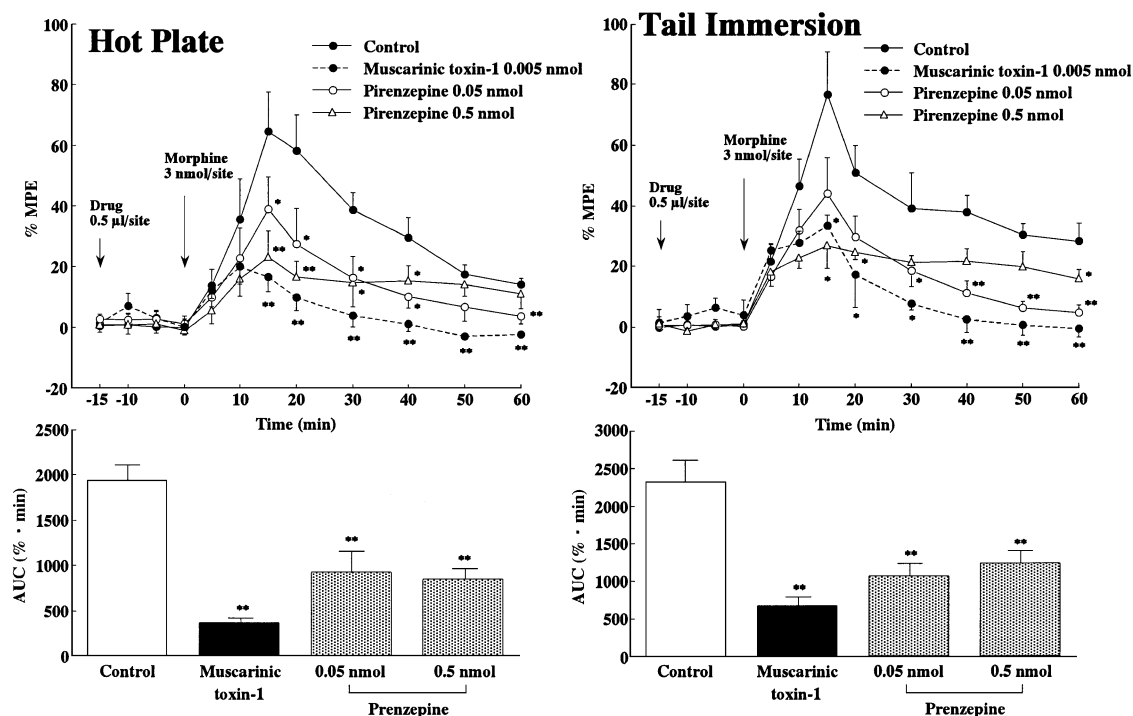 Hot Plate
Control
Muscarinic toxin-1 0.005 nmol
Pirenzepine 0.05 nmol
Pirenzepine 0.5 nmol
Morphine
3 nmol/site
Drug
0.5 µl/site
% MPE
100
80
60
40
20
0
-20
* ** * ** * * * * ** ** ** ** ** ** **
-15 -10 0 10 20 30 40 50 60
Time (min)
Tail Immersion
Control
Muscarinic toxin-1 0.005 nmol
Pirenzepine 0.05 nmol
Pirenzepine 0.5 nmol
Morphine
3 nmol/site
Drug
0.5 µl/site
% MPE
100
80
60
40
20
0
-20
* * * * * * ** ** ** * ** ** **
-15 -10 0 10 20 30 40 50 60
Time (min)
AUC (% · min)
2500
2000
1500
1000
500
0
** ** **
Control Muscarinic 0.05 nmol 0.5 nmol
toxin-1
Prenzepine
AUC (% · min)
3000
2500
2000
1500
1000
500
0
** ** **
Control Muscarinic 0.05 nmol 0.5 nmol
toxin-1
Prenzepine